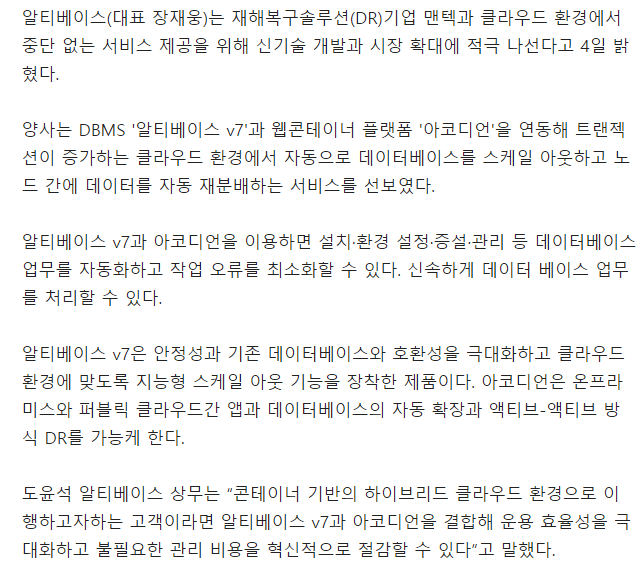 알티베이스(대표 장재웅)는 재해복구솔루션(DR)기업 맨텍과 클라우드 환경에서
중단 없는 서비스 제공을 위해 신기술 개발과 시장 확대에 적극 나선다고 4일 밝
혔다.
양사는 DBMS '알티베이스 v7'과 웹콘테이너 플랫폼 '아코디언'을 연동해 트랜젝
션이 증가하는 클라우드 환경에서 자동으로 데이터베이스를 스케일 아웃하고 노
드 간에 데이터를 자동 재분배하는 서비스를 선보였다.
알티베이스 v7과 아코디언을 이용하면 설치·환경 설정·증설·관리 등 데이터베이스
업무를 자동화하고 작업 오류를 최소화할 수 있다. 신속하게 데이터 베이스 업무
를 처리할 수 있다.
알티베이스 v7은 안정성과 기존 데이터베이스와 호환성을 극대화하고 클라우드
환경에 맞도록 지능형 스케일 아웃 기능을 장착한 제품이다. 아코디언은 온프라
미스와 퍼블릭 클라우드간 앱과 데이터베이스의 자동 확장과 액티브-액티브 방
식 DR를 가능케 한다.
도윤석 알티베이스 상무는 “콘테이너 기반의 하이브리드 클라우드 환경으로 이
행하고자하는 고객이라면 알티베이스 v7과 아코디언을 결합해 운용 효율성을 극
대화하고 불필요한 관리 비용을 혁신적으로 절감할 수 있다”고 말했다.